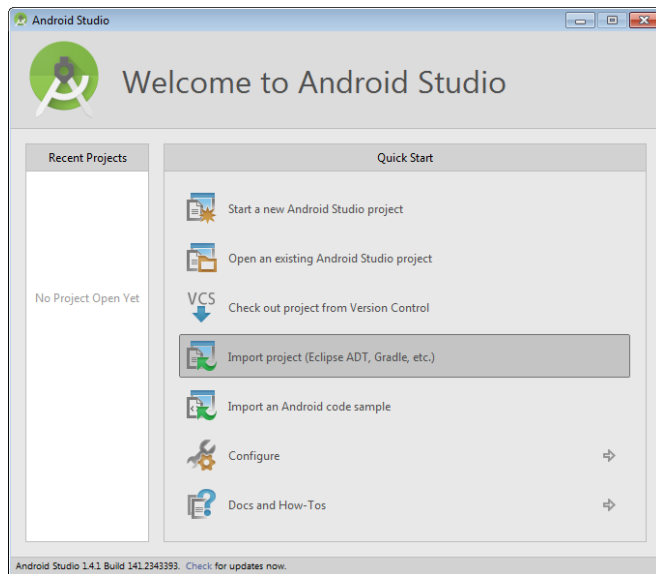 Android Studio
Welcome to Android Studio
Recent Projects
No Project Open Yet
Quick Start
Start a new Android Studio project
Open an existing Android Studio project
VCS
Check out project from Version Control
Import project (Eclipse ADT, Gradle, etc.)
Import an Android code sample
Configure
Docs and How-Tos
Android Studio 1.4.1 Build 141.2343393. Check for updates now.